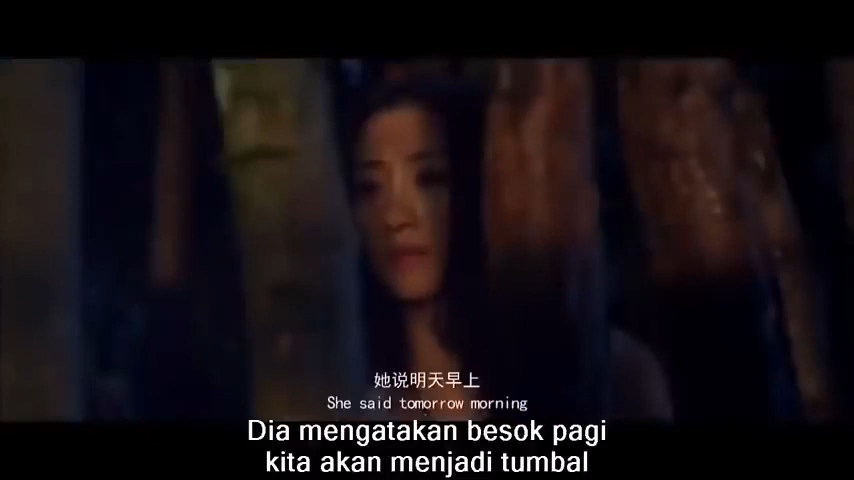 她说明天早上
She said tomorrow morning
Dia mengatakan besok pagi
kita akan menjadi tumbal